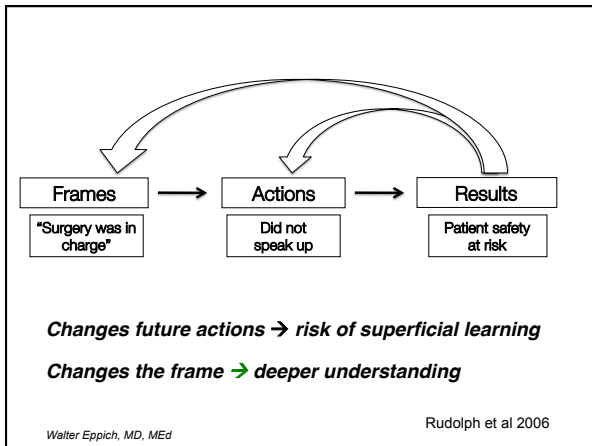 Frames
Actions
Results
“Surgery was in
charge”
Did not
speak up
Patient safety
at risk
Changes future actions → risk of superficial learning
Changes the frame → deeper understanding
Rudolph et al 2006
Walter Eppich, MD, MEd